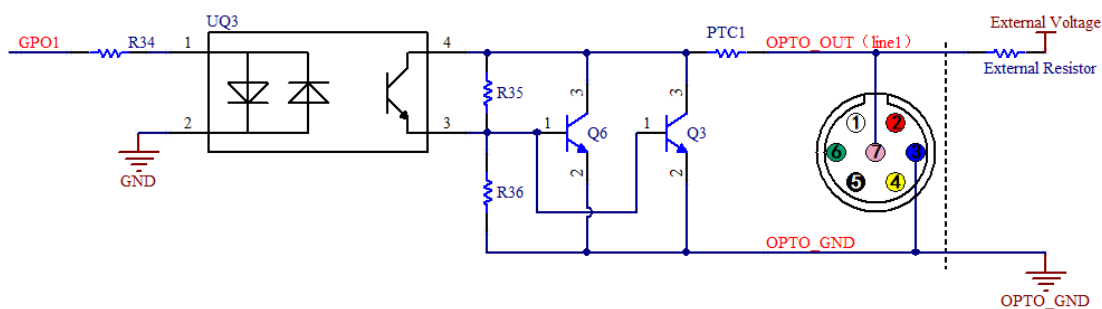 UQ3
External Voltage
GPO1
R34
1
4
PTC1
OPTO_OUT（line1）
External Resistor
R35
3
3
1
2
2
3
1
Q6
1
Q3
6
7
3
GND
R36
2
2
5
4
OPTO_GND
OPTO_GND